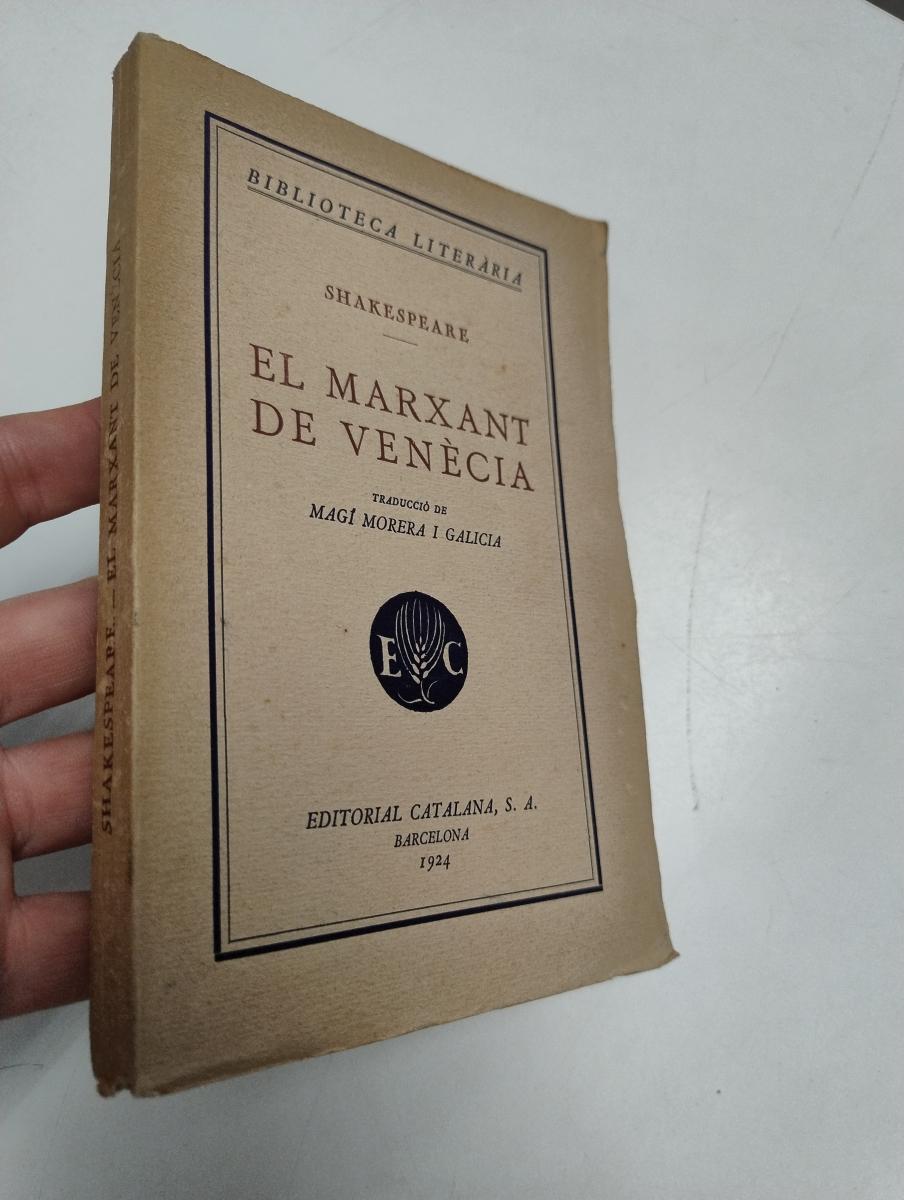 BIBLIOTECA LITERÀRIA
SHAKESPEARE
EL MARXANT
DE VENÈCIA
TRADUCCIÓ DE
MAGÍ MORERA I GALICIA
E C
EDITORIAL CATALANA, S. A.
BARCELONA
1924
SHAKESPEARE. — EL MARXANT DE VENÈCIA